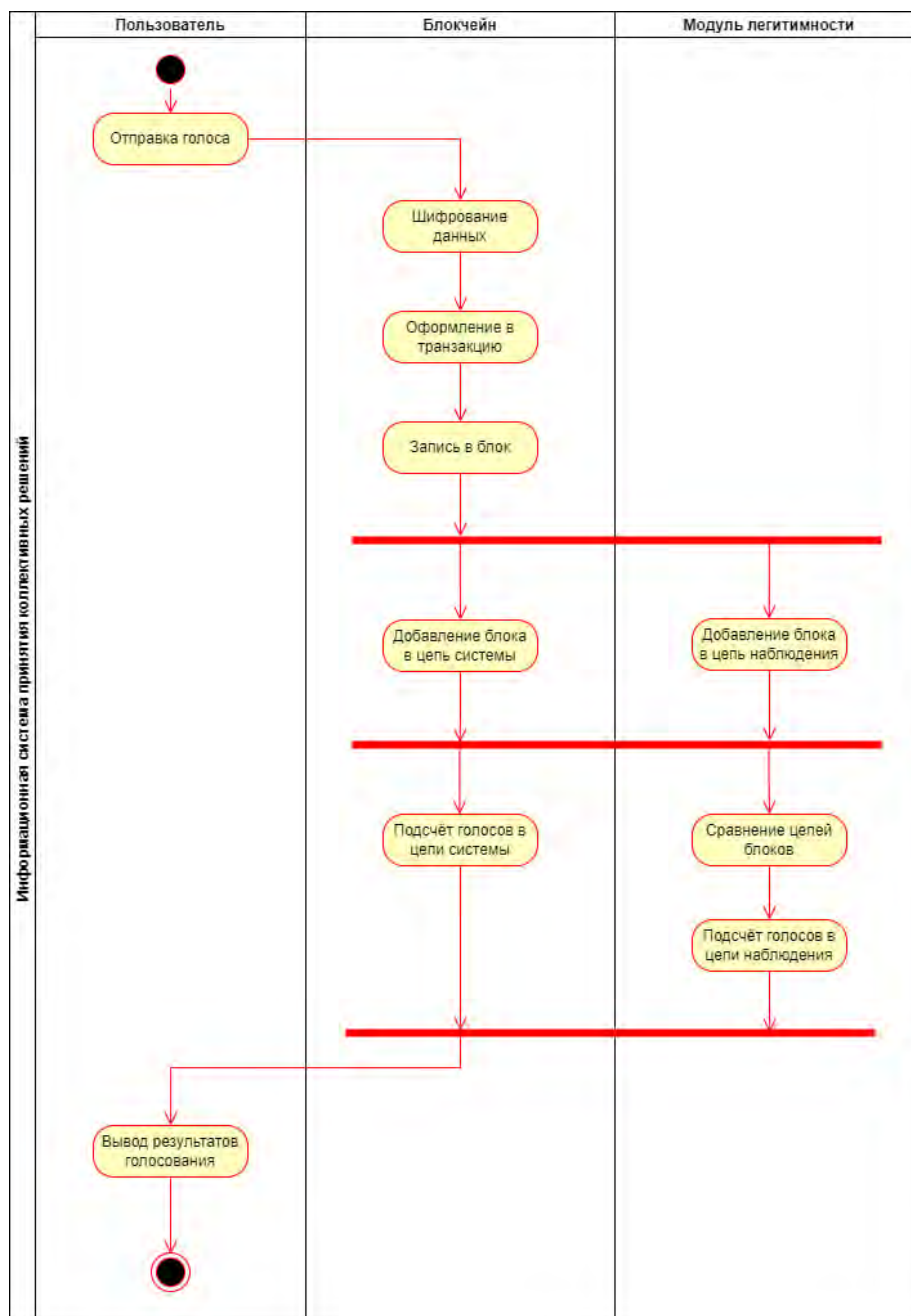 Пользователь
Блокчейн
Модуль легитимности
Информационная система принятия коллективных решений
Отправка голоса
Шифрование
данных
Оформление в
транзакцию
Запись в блок
Добавление блока
в цепь системы
Добавление блока
в цепь наблюдения
Подсчёт голосов в
цепи системы
Сравнение цепей
блоков
Подсчёт голосов в
цепи наблюдения
Вывод результатов
голосования